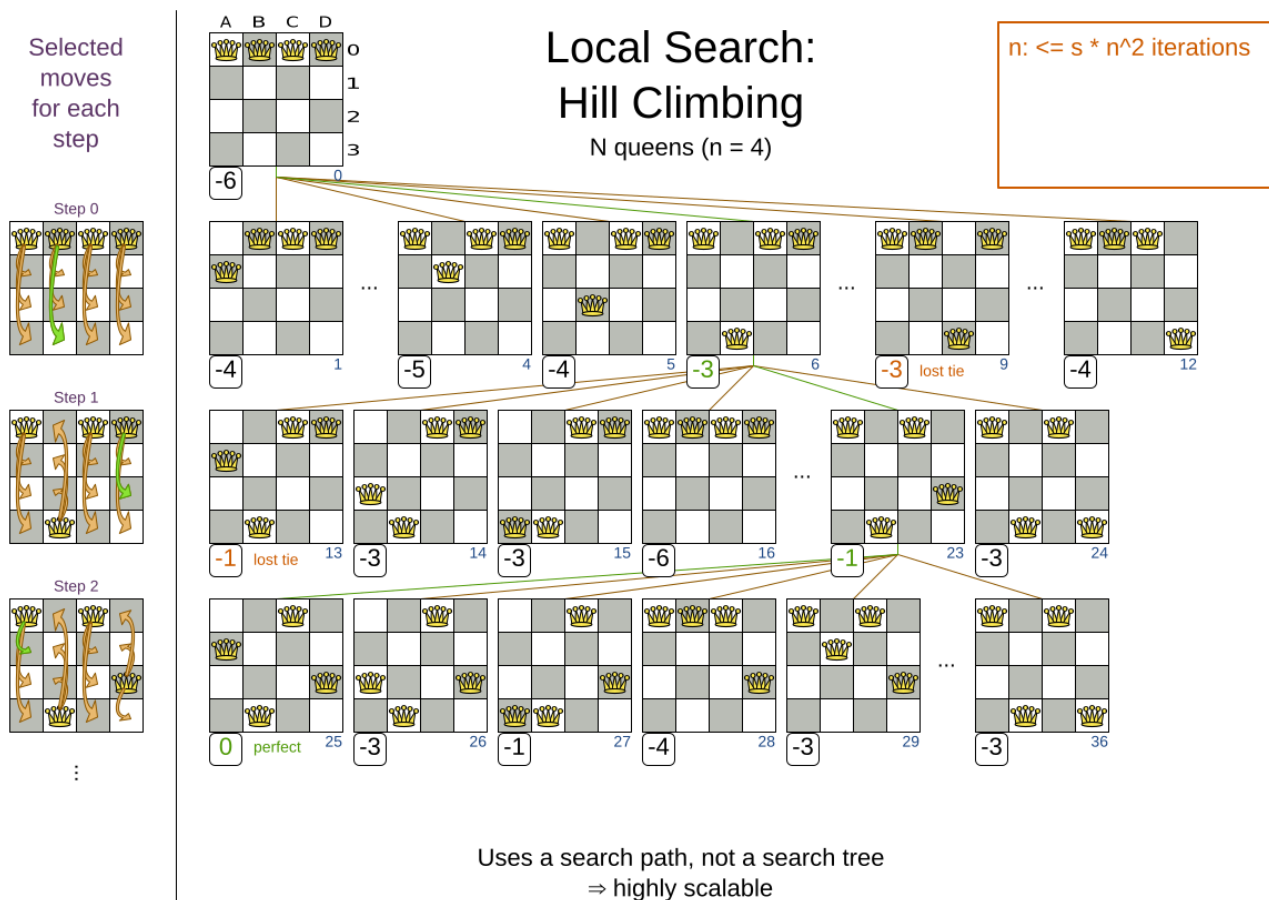 Selected
moves
for each
step
A B C D
0
1
2
3
-6
0
Local Search:
Hill Climbing
N queens (n = 4)
n: <= s * n^2 iterations
Step 0
...
...
...
-4
1
-5
4
-4
5
-3
6
-3 lost tie
9
-4
12
Step 1
...
-1 lost tie
13
-3
14
-3
15
-6
16
-1
23
-3
24
Step 2
...
0 perfect
25
-3
26
-1
27
-4
28
-3
29
-3
36
...
Uses a search path, not a search tree
⇒ highly scalable